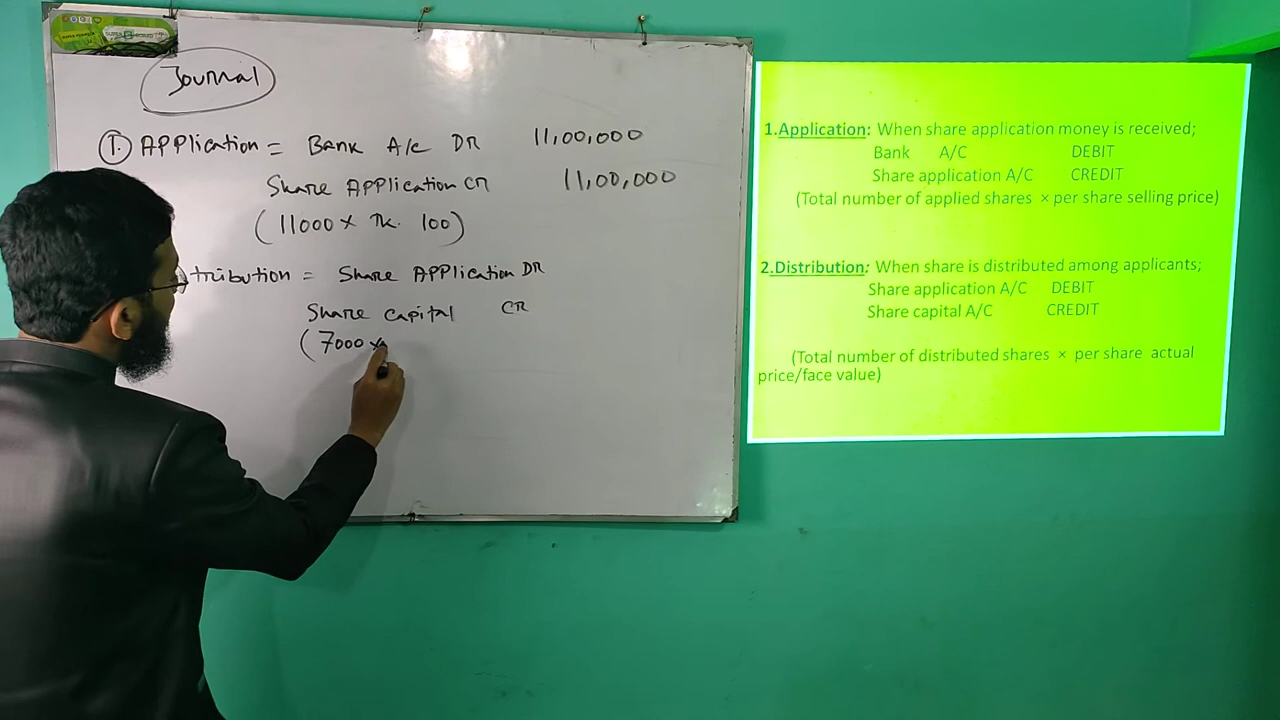 Journal
1. Application = Bank A/C DR 11,00,000
Share Application CR 11,00,000
(11000 × TK. 100)
tribution = Share Application DR
Share capital CR
(7000 ×
1.Application: When share application money is received;
Bank A/C DEBIT
Share application A/C CREDIT
(Total number of applied shares × per share selling price)
2.Distribution: When share is distributed among applicants;
Share application A/C DEBIT
Share capital A/C CREDIT
(Total number of distributed shares × per share actual
price/face value)